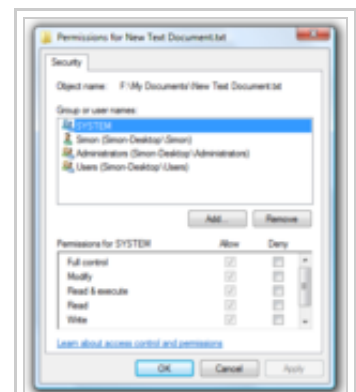 Permissions for New Text Document.txt
Security
Object name: F:\My Documents\New Text Document.txt
Group or user names:
SYSTEM
Simon (Simon-Desktop\Simon)
Administrators (Simon-Desktop\Administrators)
Users (Simon-Desktop\Users)
Add... Remove
Permissions for SYSTEM Allow Deny
Full control
Modify
Read & execute
Read
Write
Learn about access control and permissions
OK Cancel Apply